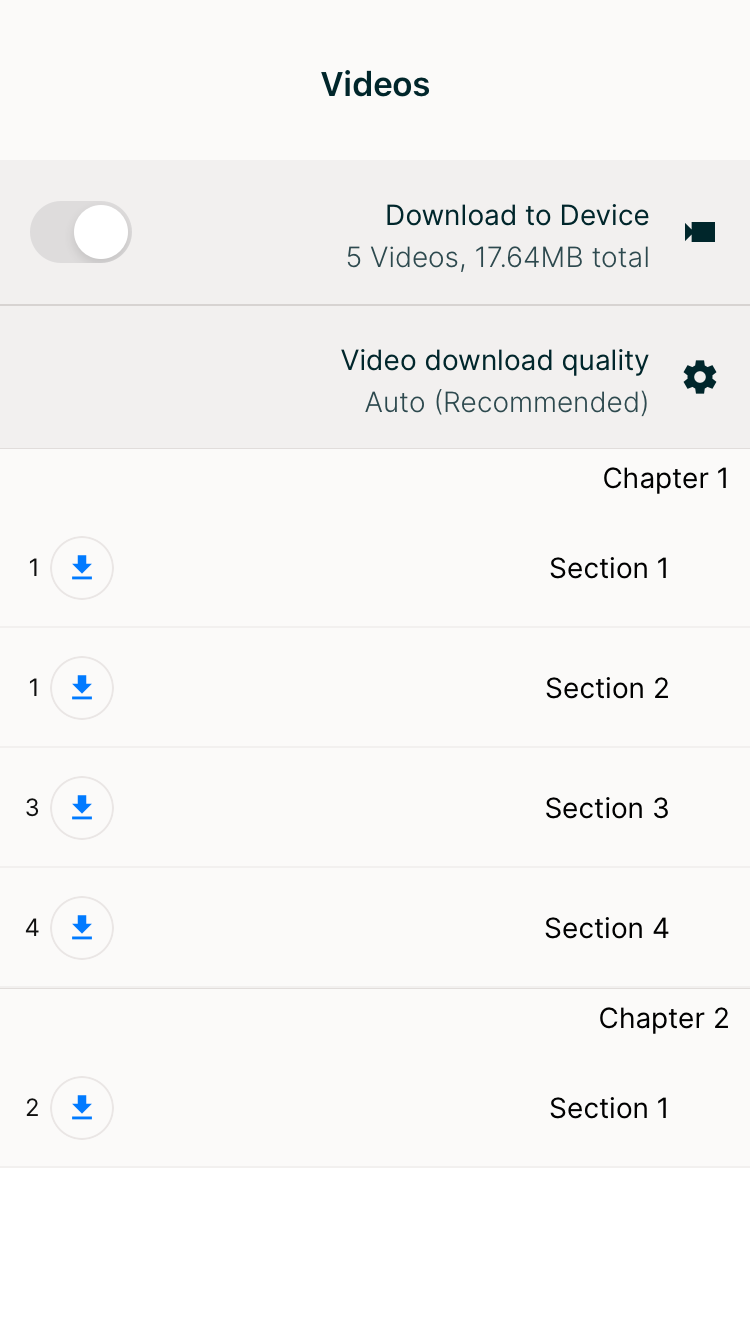 Videos
Download to Device
5 Videos, 17.64MB total
Video download quality
Auto (Recommended)
Chapter 1
1 Section 1
1 Section 2
3 Section 3
4 Section 4
Chapter 2
2 Section 1